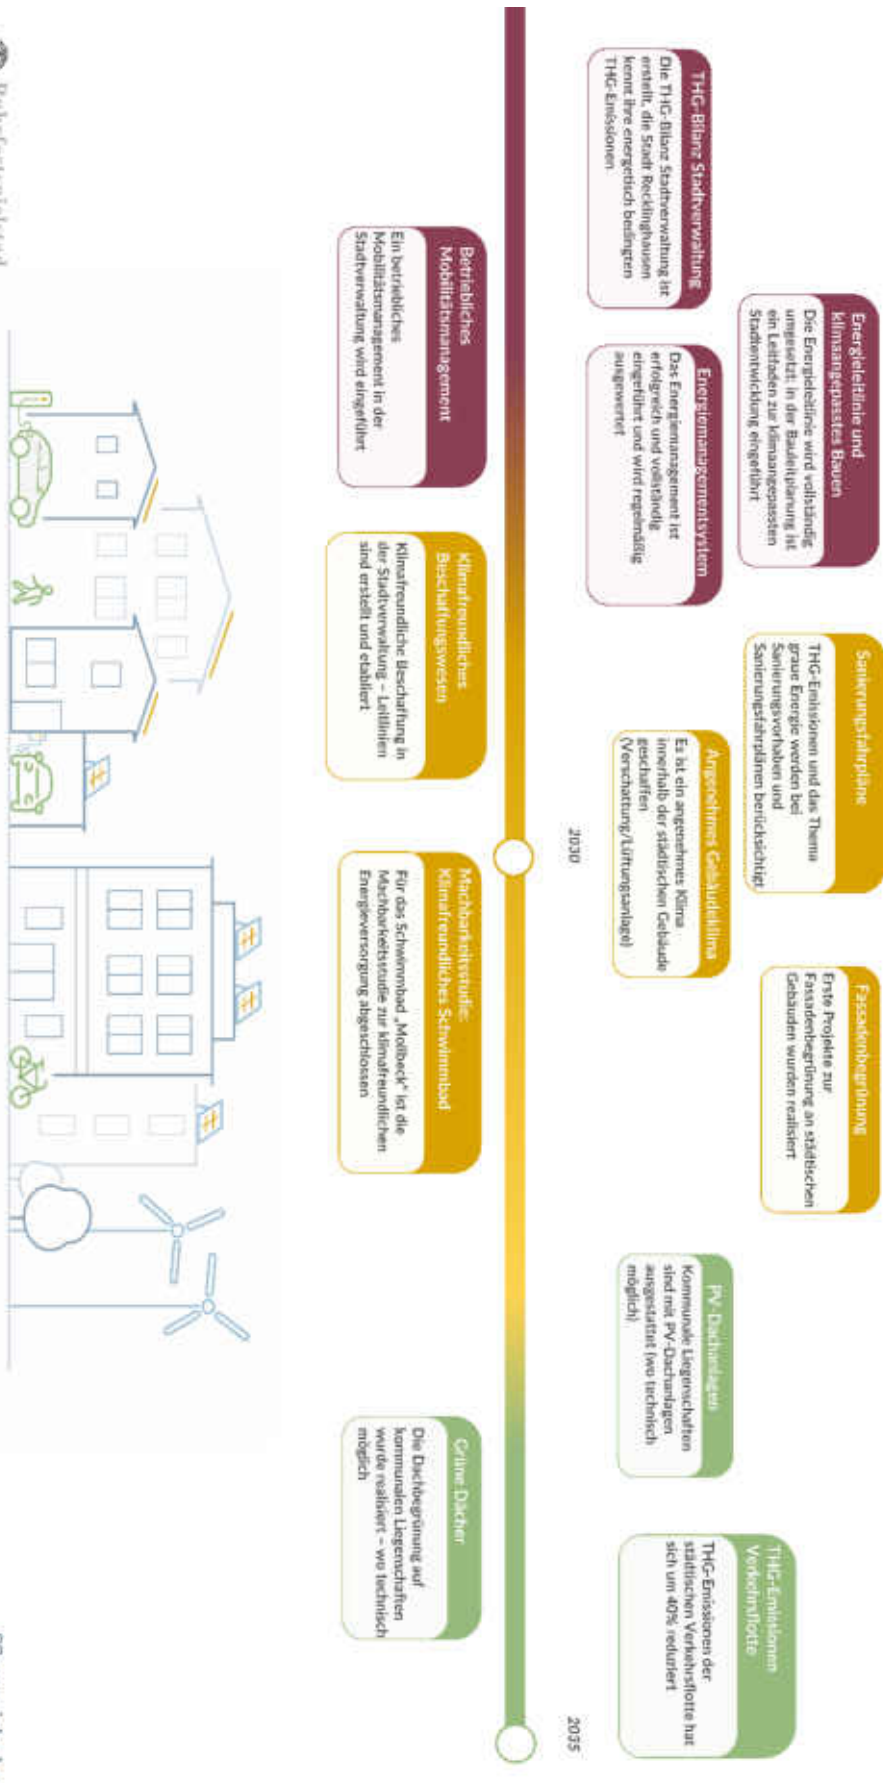 THG-Bilanz Stadtverwaltung
Die THG-Bilanz Stadtverwaltung ist
erstellt, die Stadt Recklinghausen
kennt ihre energetisch bedingten
THG-Emissionen
Energieleitlinie und
klimaangepasstes Bauen
Die Energieleitlinie wird vollständig
umgesetzt; in der Bauleitplanung ist
ein Leitfaden zur klimaangepassten
Stadtentwicklung eingeführt
Energiemanagementsystem
Das Energiemanagement ist
erfolgreich und vollständig
eingeführt und wird regelmäßig
ausgewertet
Sanierungsfahrpläne
THG-Emissionen und das Thema
graue Energie werden bei
Sanierungsvorhaben und
Sanierungsfahrplänen berücksichtigt
Angenehmes Gebäudeklima
Es ist ein angenehmes Klima
innerhalb der städtischen Gebäude
geschaffen
(Verschattung/Lüftungsanlage)
Fassadenbegrünung
Erste Projekte zur
Fassadenbegrünung an städtischen
Gebäuden wurden realisiert
PV-Dachanlagen
Kommunale Liegenschaften
sind mit PV-Dachanlagen
ausgestattet (wo technisch
möglich)
THG-Emissionen
Verkehrsflotte
THG-Emissionen der
städtischen Verkehrsflotte hat
sich um 40% reduziert
2030
2035
Betriebliches
Mobilitätsmanagement
Ein betriebliches
Mobilitätsmanagement in der
Stadtverwaltung wird eingeführt
Klimafreundliches
Beschaffungswesen
Klimafreundliche Beschaffung in
der Stadtverwaltung – Leitlinien
sind erstellt und etabliert
Machbarkeitsstudie:
Klimafreundliches Schwimmbad
Für das Schwimmbad „Mollbeck" ist die
Machbarkeitsstudie zur klimafreundlichen
Energieversorgung abgeschlossen
Grüne Dächer
Die Dachbegrünung auf
kommunalen Liegenschaften
wurde realisiert – wo technisch
möglich